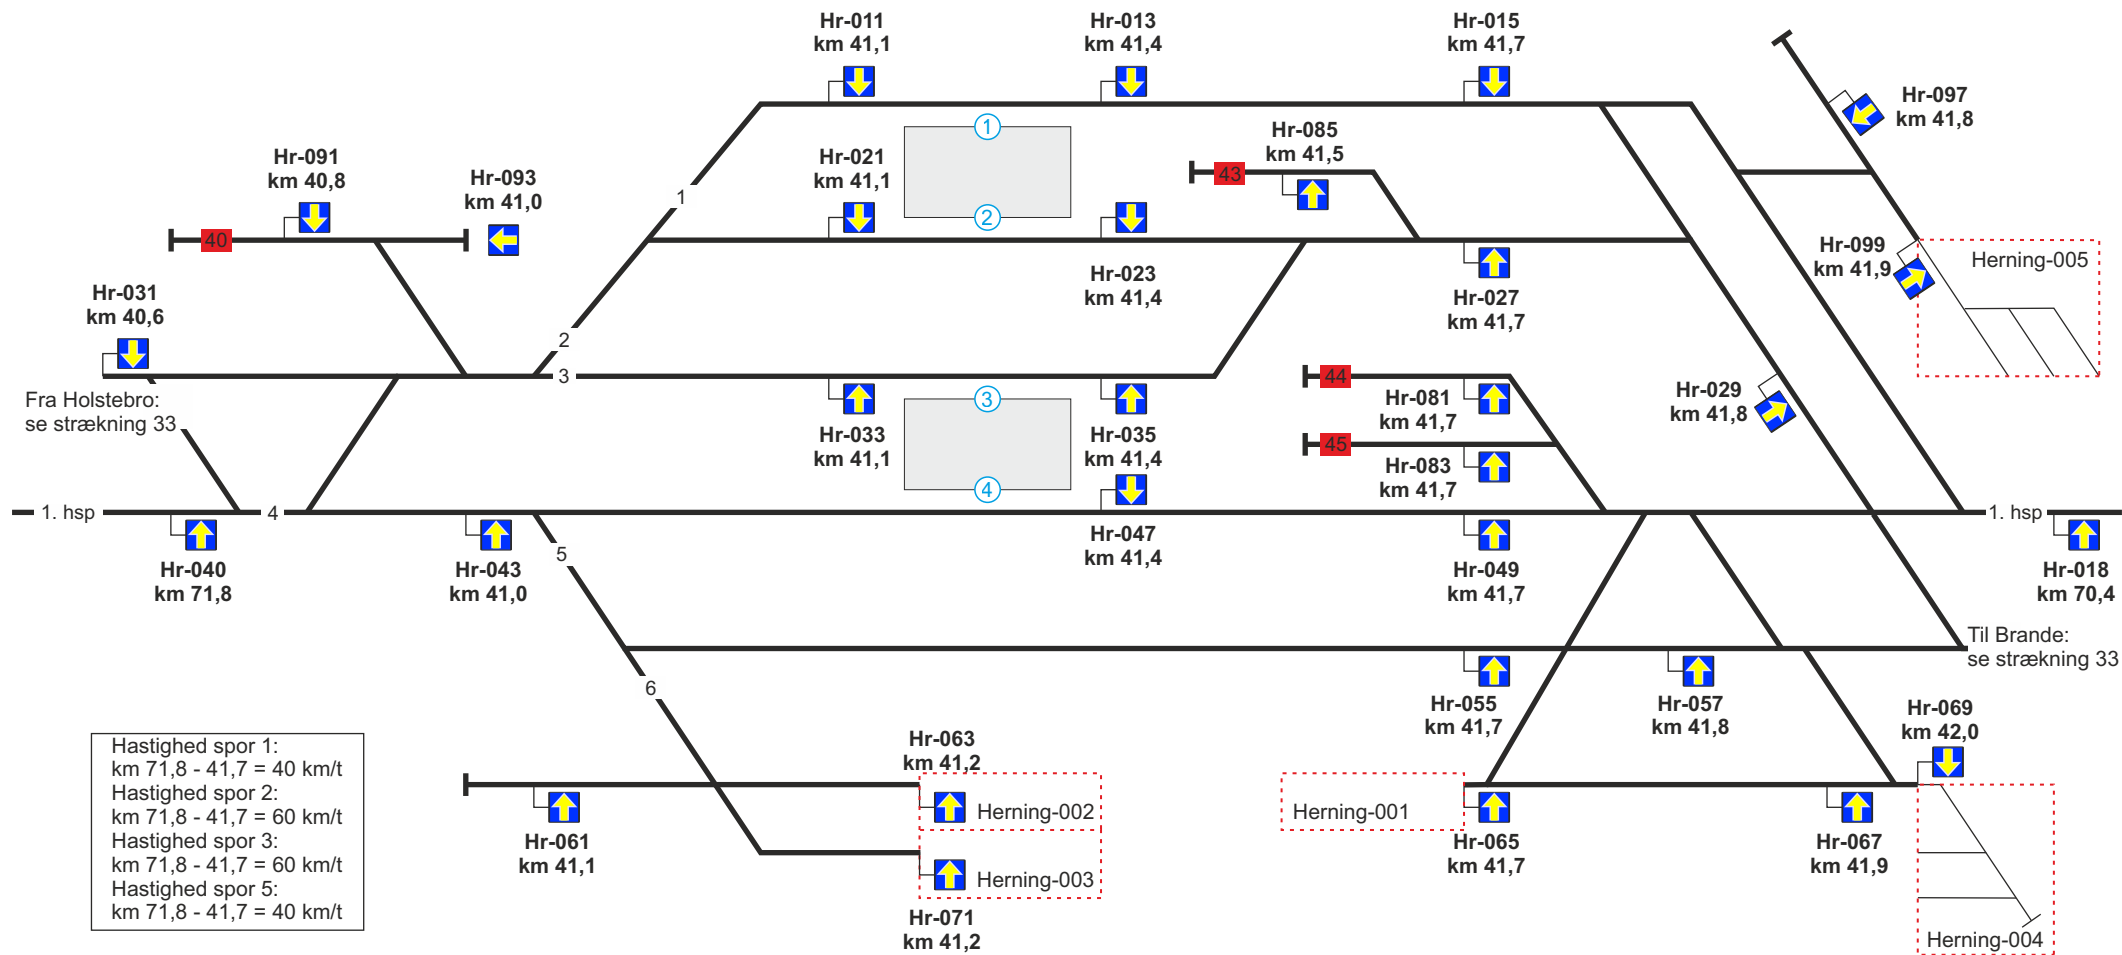 Hr-011
km 41,1
Hr-013
km 41,4
Hr-015
km 41,7
Hr-097
km 41,8
1
Hr-085
km 41,5
Hr-091
km 40,8
Hr-021
km 41,1
Hr-093
km 41,0
43
1
2
40
Hr-099
km 41,9
Herning-005
Hr-023
km 41,4
Hr-027
km 41,7
Hr-031
km 40,6
2
3
44
Fra Holstebro:
se strækning 33
3
Hr-081
km 41,7
Hr-029
km 41,8
Hr-033
km 41,1
Hr-035
km 41,4
45
Hr-083
km 41,7
4
1. hsp
4
1. hsp
Hr-047
km 41,4
5
Hr-040
km 71,8
Hr-043
km 41,0
Hr-049
km 41,7
Hr-018
km 70,4
Til Brande:
se strækning 33
6
Hr-055
km 41,7
Hr-057
km 41,8
Hr-069
km 42,0
Hastighed spor 1:
km 71,8 - 41,7 = 40 km/t
Hastighed spor 2:
km 71,8 - 41,7 = 60 km/t
Hastighed spor 3:
km 71,8 - 41,7 = 60 km/t
Hastighed spor 5:
km 71,8 - 41,7 = 40 km/t
Hr-063
km 41,2
Herning-002
Herning-001
Hr-061
km 41,1
Hr-065
km 41,7
Hr-067
km 41,9
Herning-003
Hr-071
km 41,2
Herning-004